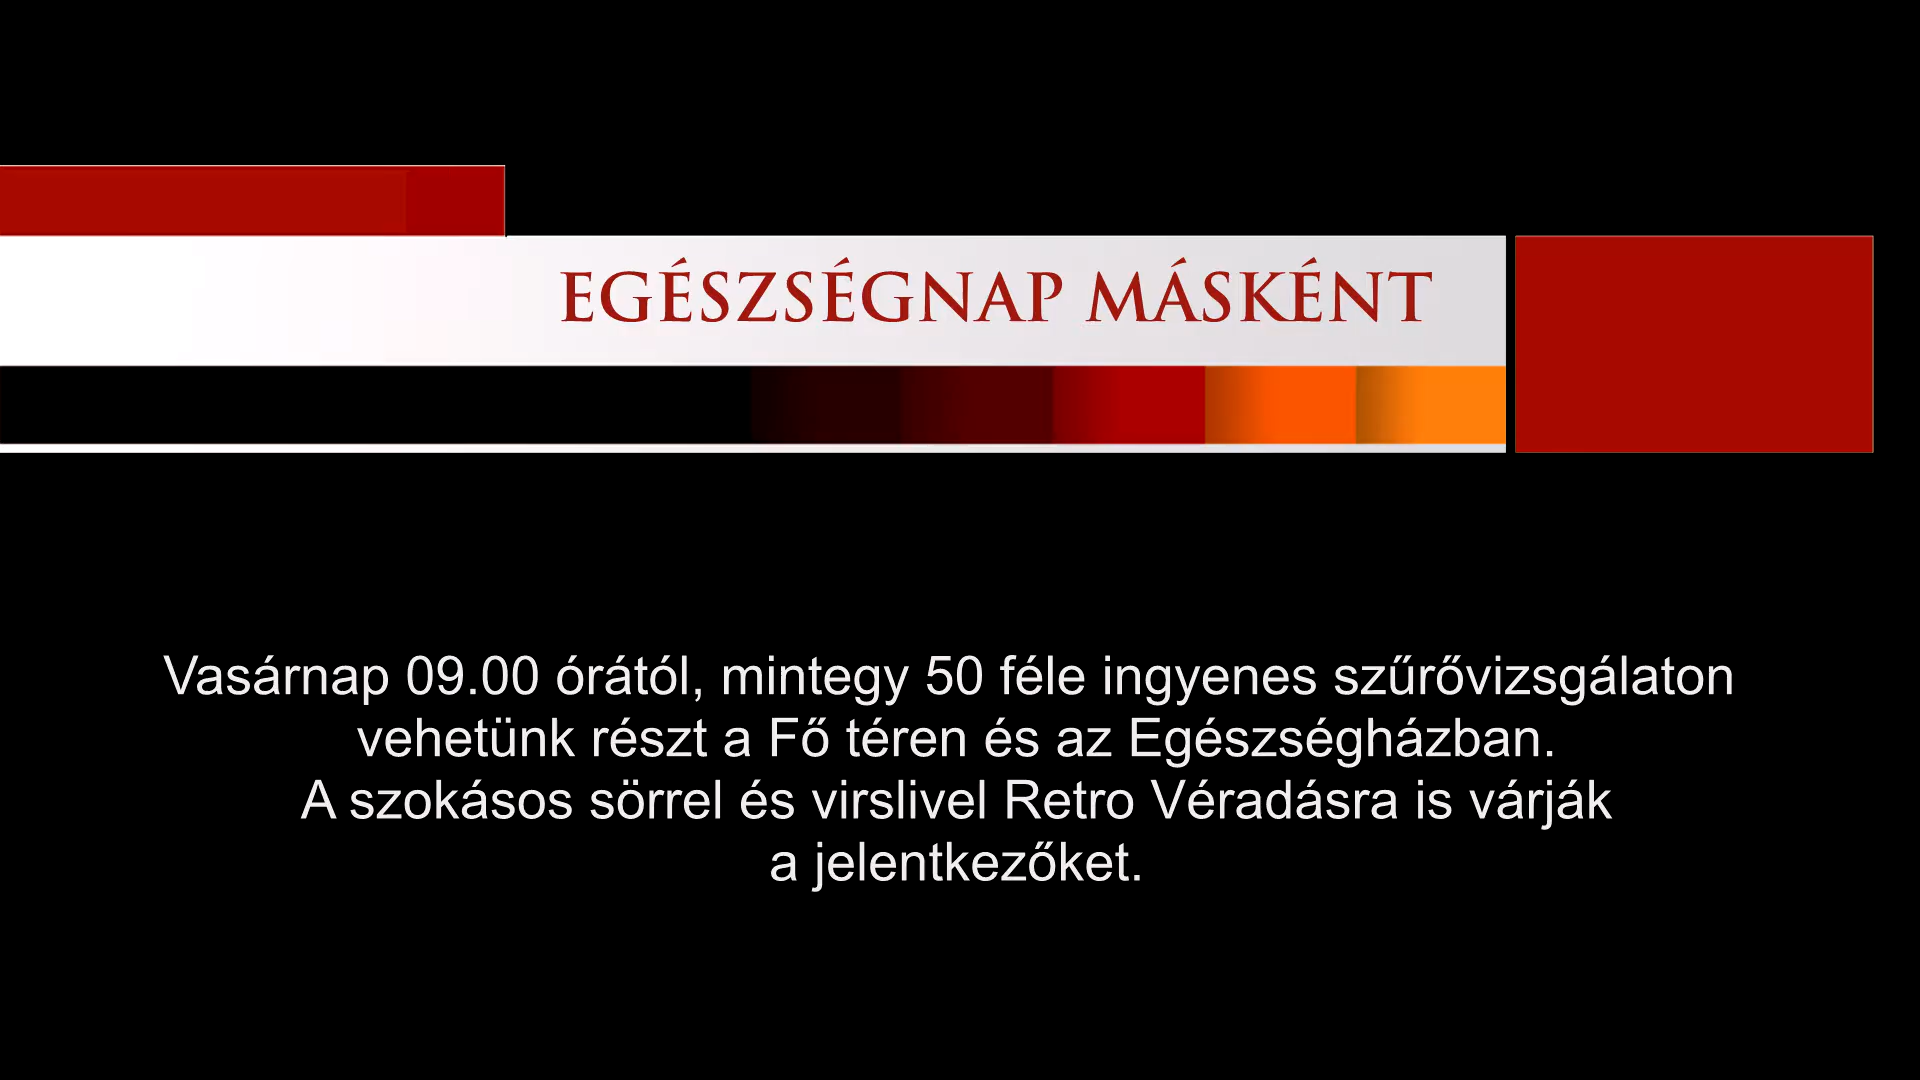 EGÉSZSÉGNAP MÁSKÉNT
Vasárnap 09.00 órától, mintegy 50 féle ingyenes szűrővizsgálaton
vehetünk részt a Fő téren és az Egészségházban.
A szokásos sörrel és virslivel Retro Véradásra is várják
a jelentkezőket.